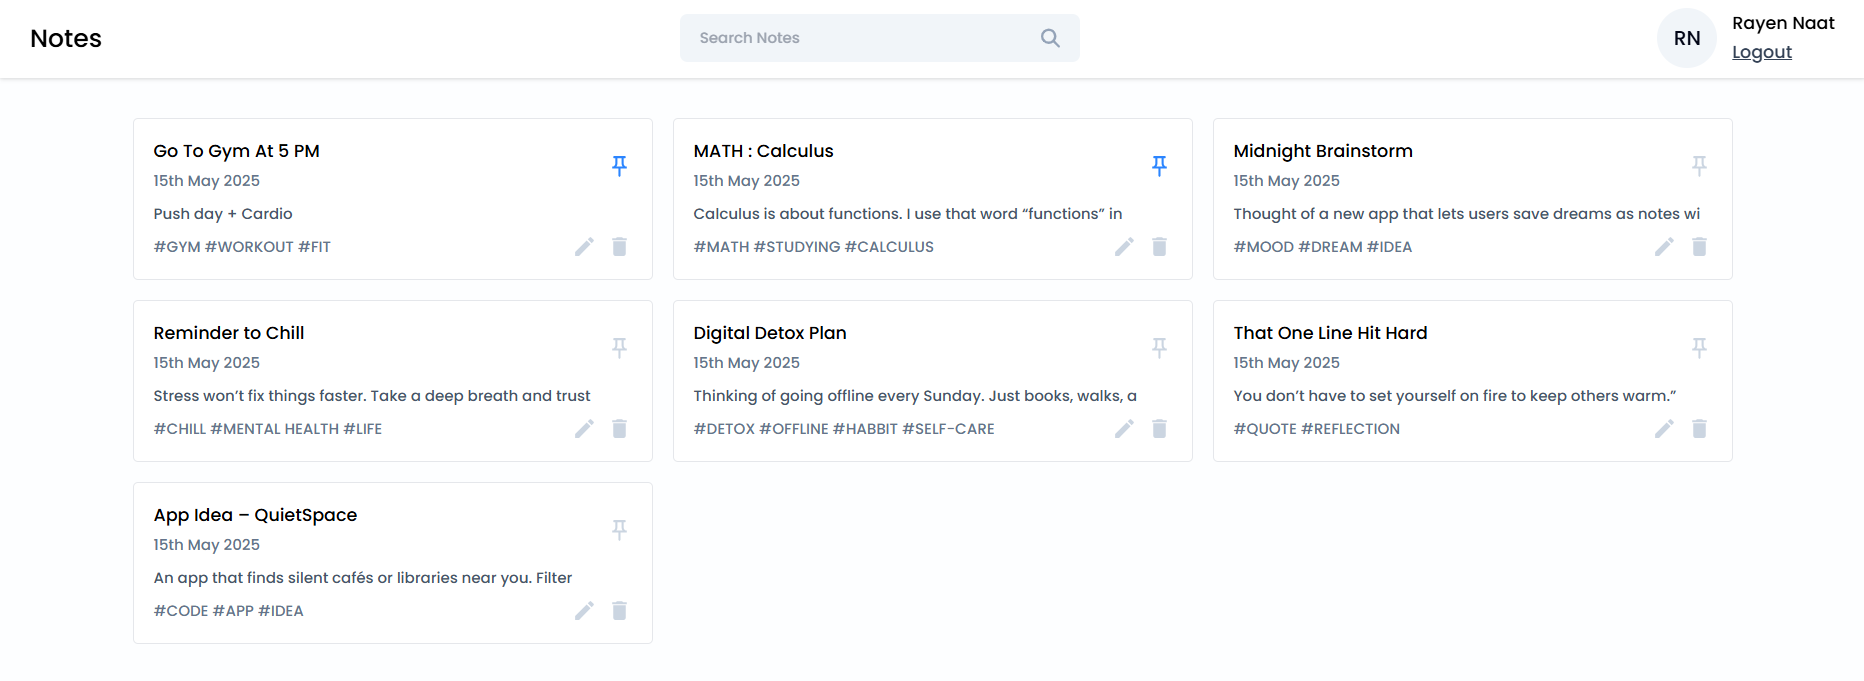 Notes
Search Notes
RN
Rayen Naat
Logout
Go To Gym At 5 PM
15th May 2025
Push day + Cardio
#GYM #WORKOUT #FIT
MATH : Calculus
15th May 2025
Calculus is about functions. I use that word “functions” in
#MATH #STUDYING #CALCULUS
Midnight Brainstorm
15th May 2025
Thought of a new app that lets users save dreams as notes wi
#MOOD #DREAM #IDEA
Reminder to Chill
15th May 2025
Stress won’t fix things faster. Take a deep breath and trust
#CHILL #MENTAL HEALTH #LIFE
Digital Detox Plan
15th May 2025
Thinking of going offline every Sunday. Just books, walks, a
#DETOX #OFFLINE #HABBIT #SELF-CARE
That One Line Hit Hard
15th May 2025
You don’t have to set yourself on fire to keep others warm.”
#QUOTE #REFLECTION
App Idea – QuietSpace
15th May 2025
An app that finds silent cafés or libraries near you. Filter
#CODE #APP #IDEA